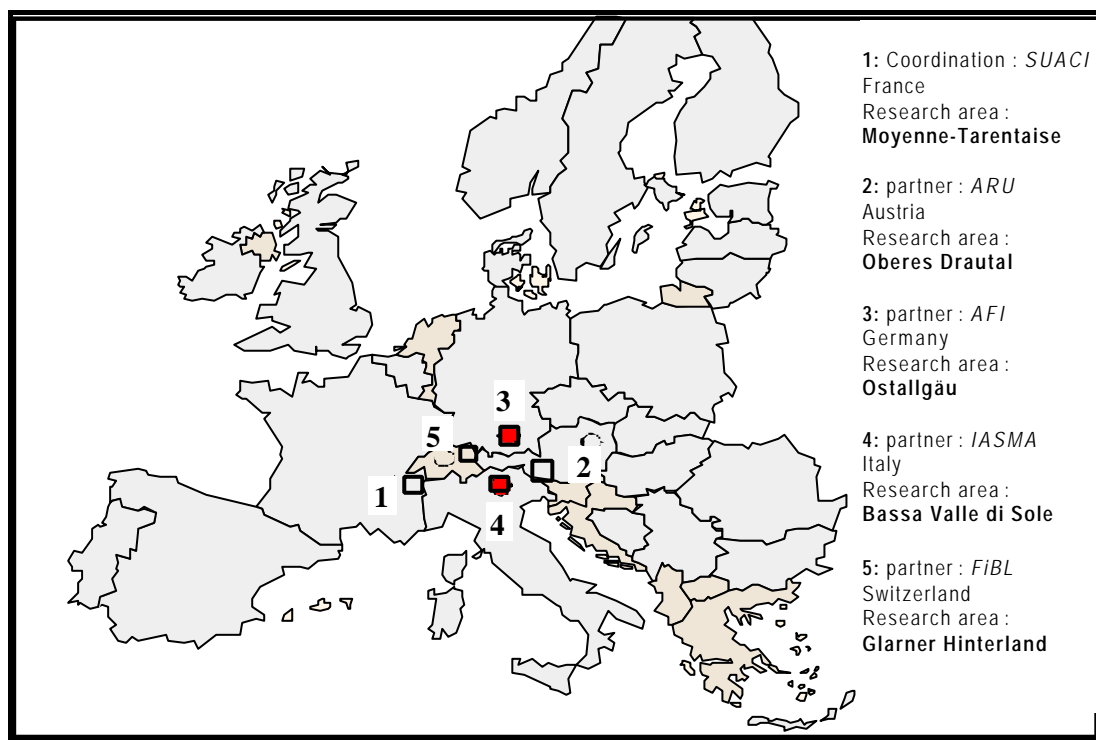 1: Coordination : SUACI
France
Research area :
Moyenne-Tarentaise
2: partner : ARU
Austria
Research area :
Oberes Drautal
3: partner : AFI
Germany
Research area :
Ostallgäu
4: partner : IASMA
Italy
Research area :
Bassa Valle di Sole
5: partner : FiBL
Switzerland
Research area :
Glarner Hinterland
3
5
2
1
4